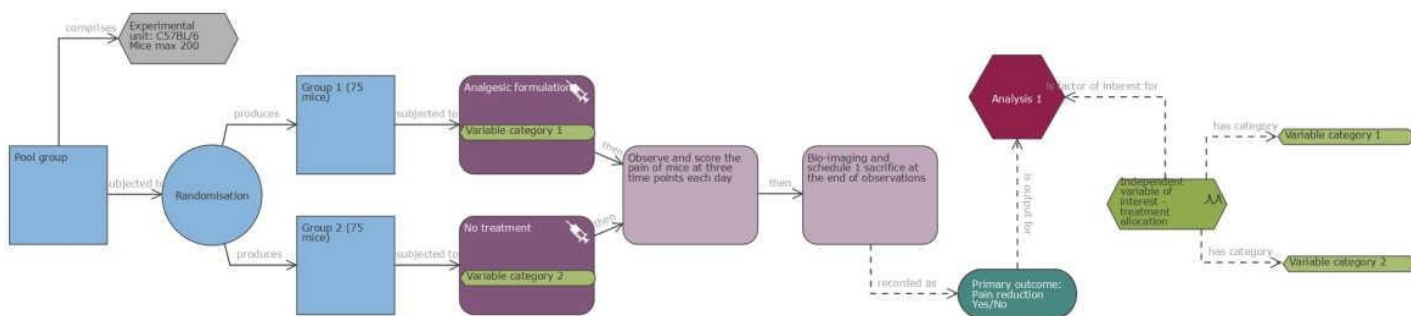 comprises
Experimental
unit: C57BL/6
Mice max 200
Pool group
subjected to
Randomisation
produces
Group 1 (75
mice)
subjected to
Analgesic formulation
Variable category 1
then
produces
Group 2 (75
mice)
subjected to
No treatment
Variable category 2
then
Observe and score the
pain of mice at three
time points each day
then
Bio-imaging and
schedule 1 sacrifice at
the end of observations
recorded as
Primary outcome:
Pain reduction
Yes/No
is output for
Analysis 1
is factor of interest for
Independent
variable of
interest -
treatment
allocation
has category
Variable category 1
has category
Variable category 2